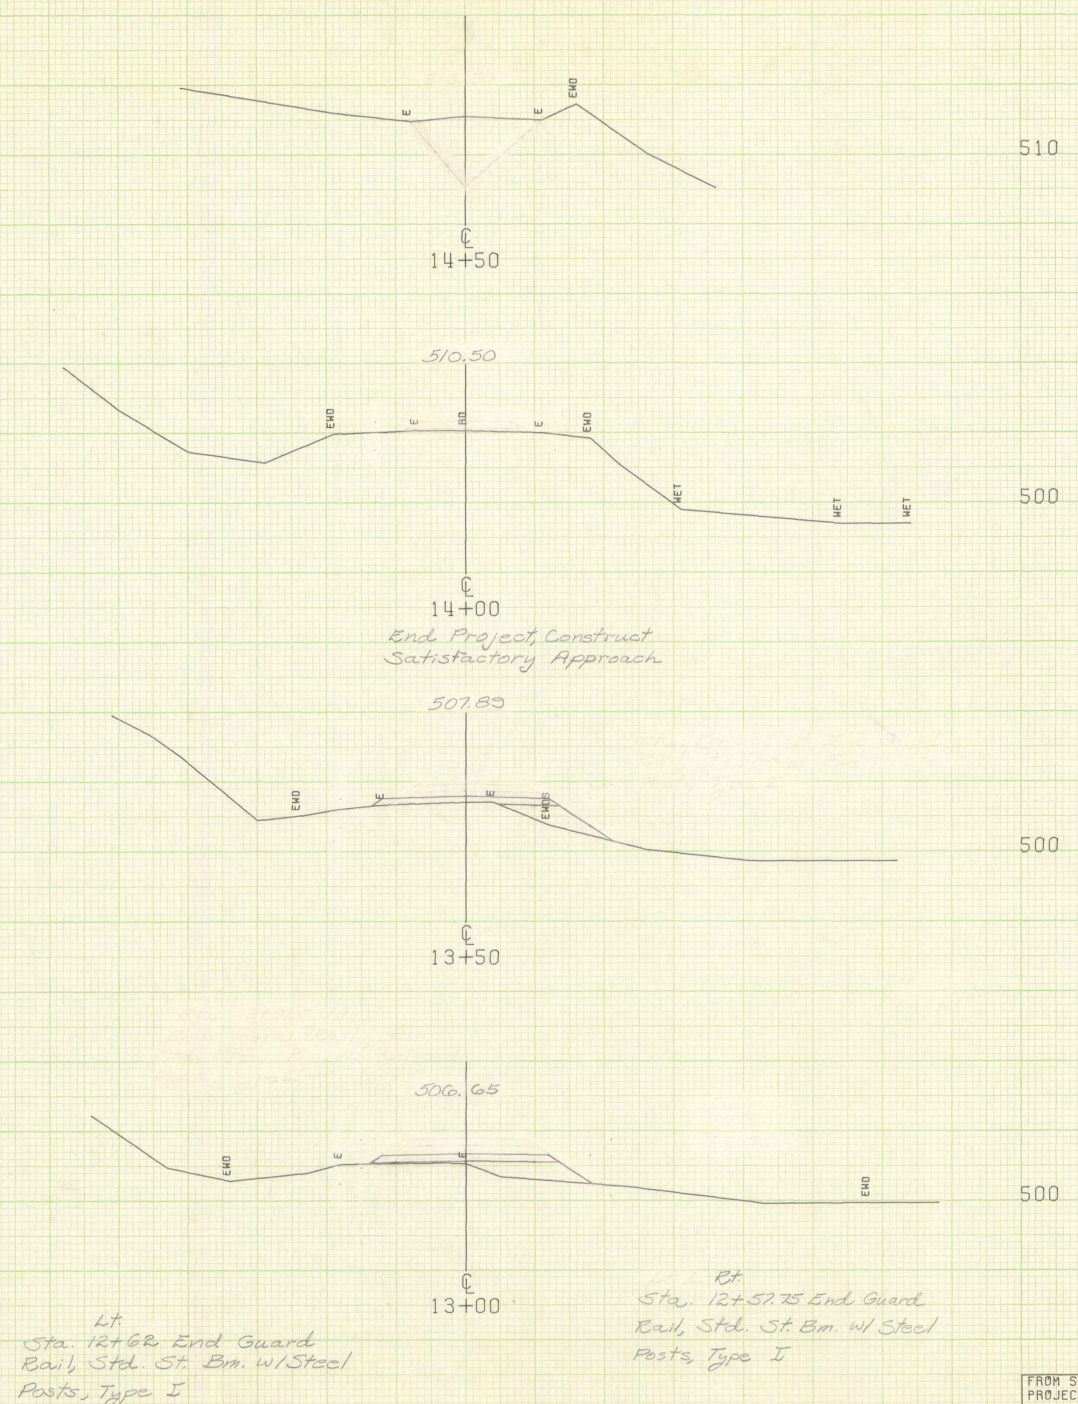 E
E
EWD
510
℄
14+50
510.50
EWD
E
RD
E
EWD
WET
WET
WET
500
℄
14+00
End Project, Construct
Satisfactory Approach
507.89
EWD
E
E
EWDS
500
℄
13+50
506.65
EWD
E
E
EWD
500
℄
13+00
Lt.
Sta. 12+62 End Guard
Rail, Std. St. Bm. W/Steel
Posts, Type I
Rt.
Sta. 12+57.75 End Guard
Rail, Std. St. Bm. W/ Steel
Posts, Type I
FROM S
PROJEC